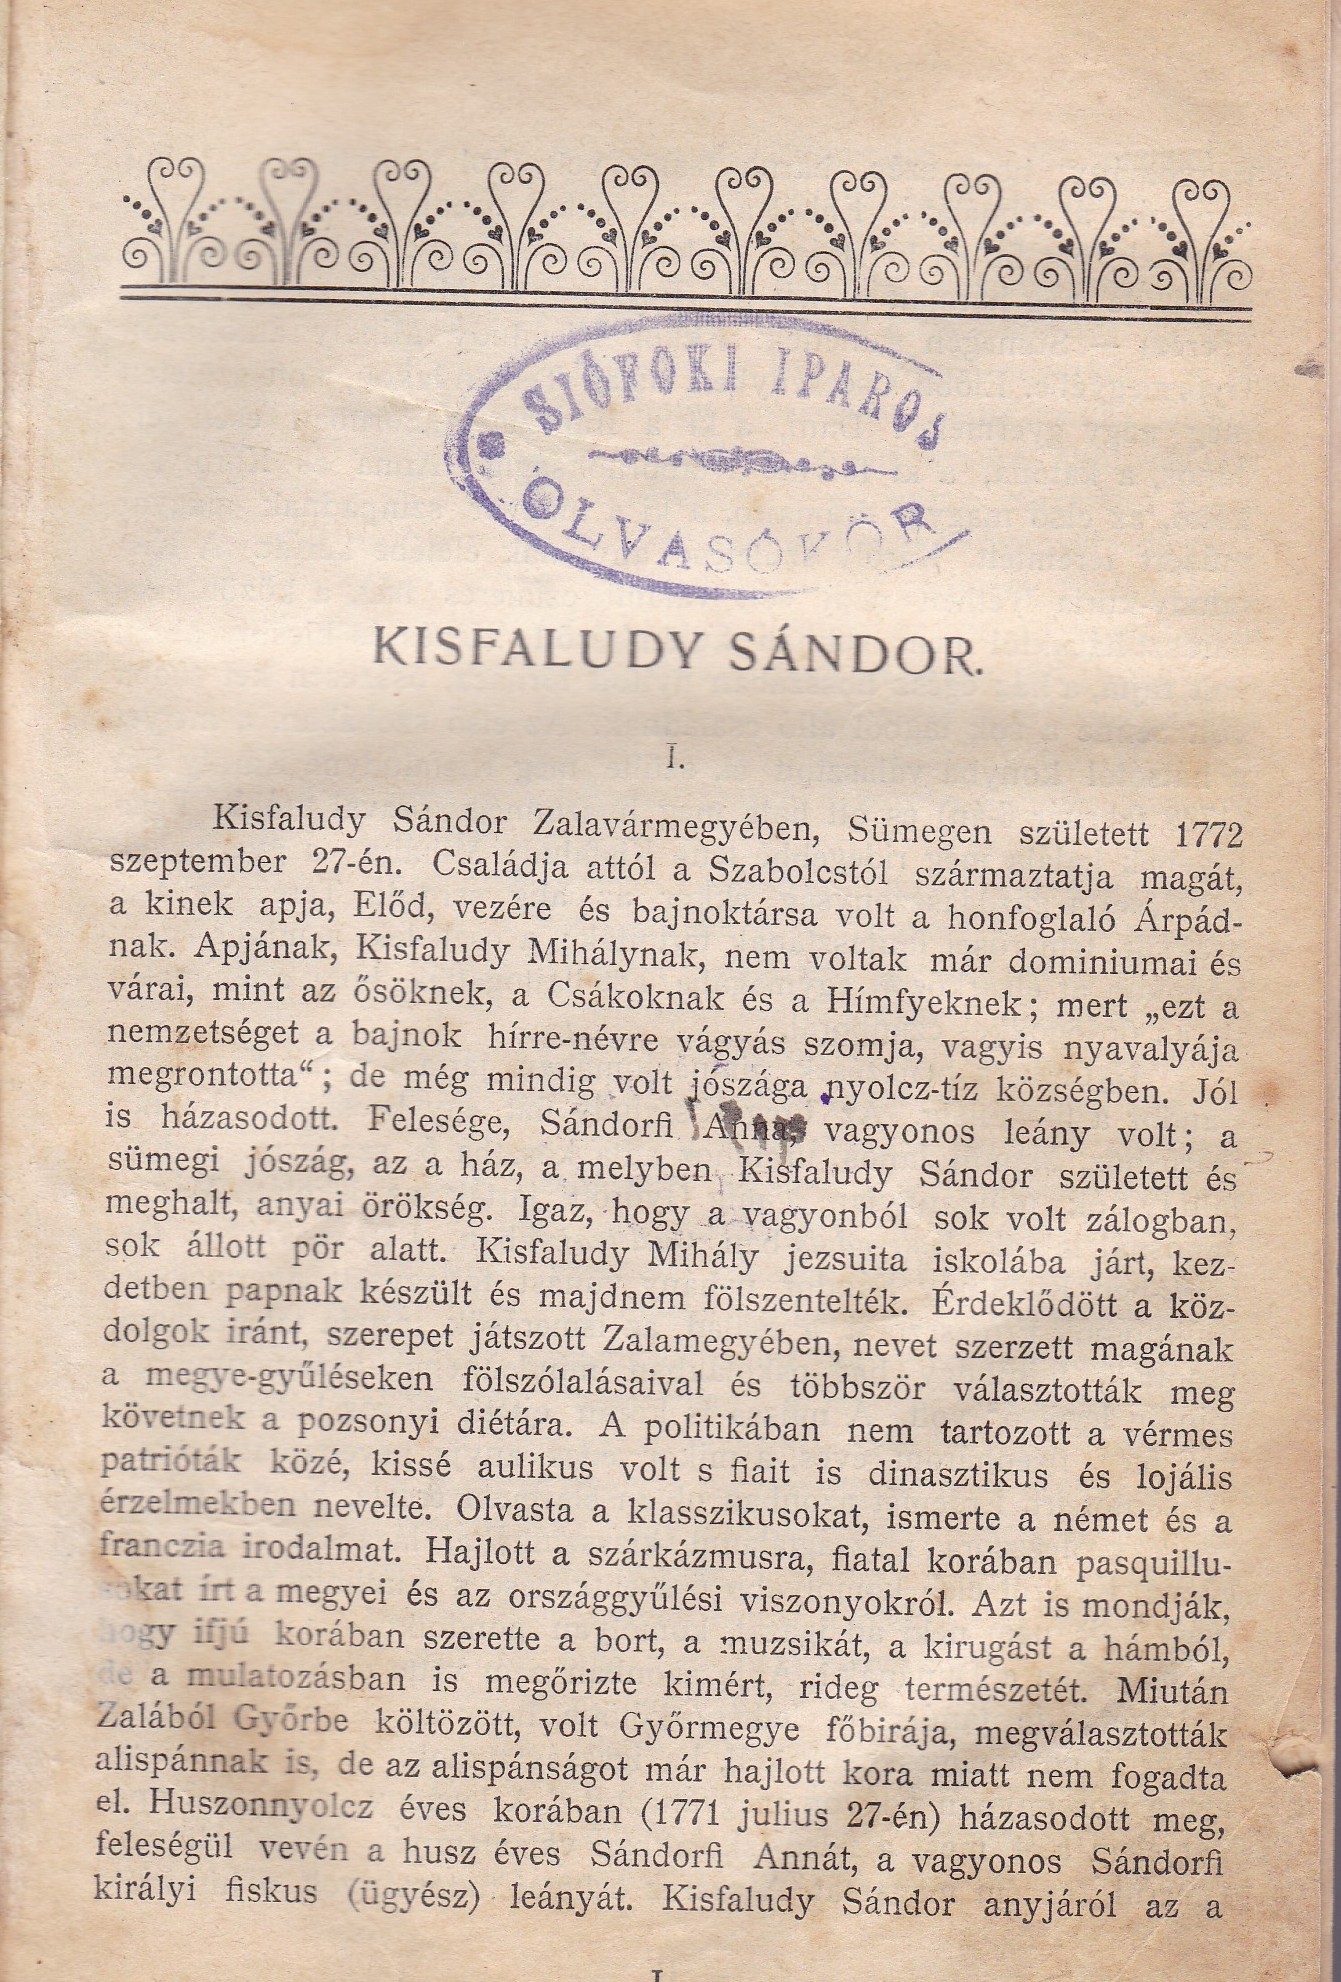 SIÓFOKI IPAROS
OLVASÓKÖR
KISFALUDY SÁNDOR.
I.
Kisfaludy Sándor Zalavármegyében, Sümegen született 1772
szeptember 27-én. Családja attól a Szabolcstól származtatja magát,
a kinek apja, Előd, vezére és bajnoktársa volt a honfoglaló Árpád-
nak. Apjának, Kisfaludy Mihálynak, nem voltak már dominiumai és
várai, mint az ősöknek, a Csákoknak és a Hímfyeknek; mert „ezt a
nemzetséget a bajnok hírre-névre vágyás szomja, vagyis nyavalyája
megrontotta“; de még mindig volt jószága nyolcz-tíz községben. Jól
is házasodott. Felesége, Sándorfi Anna, vagyonos leány volt; a
sümegi jószág, az a ház, a melyben Kisfaludy Sándor született és
meghalt, anyai örökség. Igaz, hogy a vagyonból sok volt zálogban,
sok állott pör alatt. Kisfaludy Mihály jezsuita iskolába járt, kez-
detben papnak készült és majdnem fölszentelték. Érdeklődött a köz-
dolgok iránt, szerepet játszott Zalamegyében, nevet szerzett magának
a megye-gyűléseken fölszólalásaival és többször választották meg
követnek a pozsonyi diétára. A politikában nem tartozott a vérmes
patrióták közé, kissé aulikus volt s fiait is dinasztikus és lojális
érzelmekben nevelte. Olvasta a klasszikusokat, ismerte a német és a
franczia irodalmat. Hajlott a szárkázmusra, fiatal korában pasquillu-
sokat írt a megyei és az országgyűlési viszonyokról. Azt is mondják,
hogy ifjú korában szerette a bort, a muzsikát, a kirugást a hámból,
de a mulatozásban is megőrizte kimért, rideg természetét. Miután
Zalából Győrbe költözött, volt Győrmegye főbirája, megválasztották
alispánnak is, de az alispánságot már hajlott kora miatt nem fogadta
el. Huszonnyolcz éves korában (1771 julius 27-én) házasodott meg,
feleségül vevén a husz éves Sándorfi Annát, a vagyonos Sándorfi
királyi fiskus (ügyész) leányát. Kisfaludy Sándor anyjáról az a